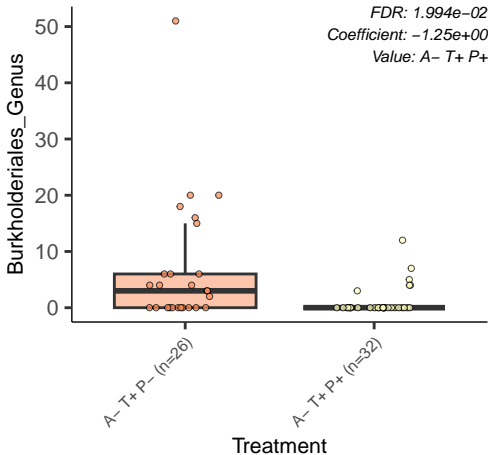 FDR: 1.994e−02
Coefficient: −1.25e+00
Value: A− T+ P+
Burkholderiales_Genus
50
40
30
20
10
0
A− T+ P− (n=26)
A− T+ P+ (n=32)
Treatment